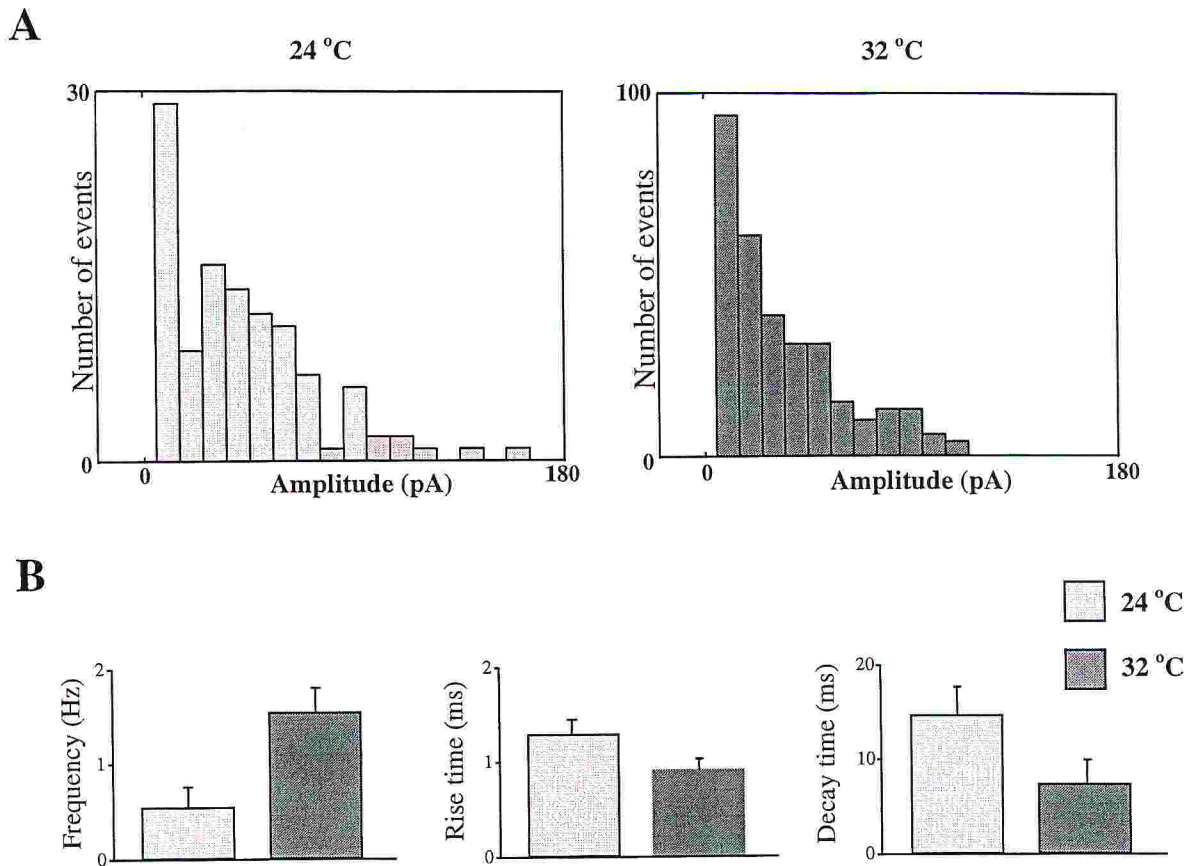 A
24 °C
32 °C
30
Number of events
0
0
Amplitude (pA)
180
100
Number of events
0
0
Amplitude (pA)
180
B
24 °C
32 °C
2
1
0
Frequency (Hz)
2
1
0
Rise time (ms)
20
10
0
Decay time (ms)